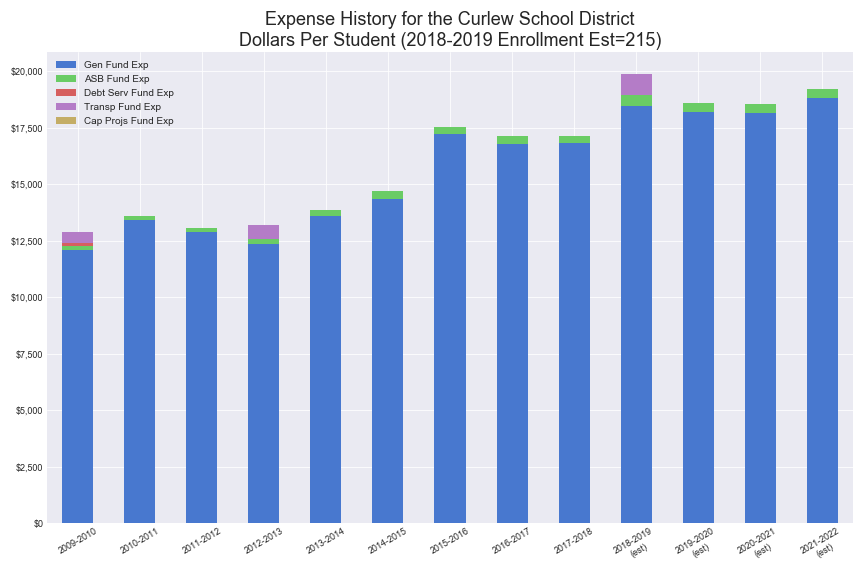 Expense History for the Curlew School District
Dollars Per Student (2018-2019 Enrollment Est=215)
Gen Fund Exp
ASB Fund Exp
Debt Serv Fund Exp
Transp Fund Exp
Cap Projs Fund Exp
$20,000
$17,500
$15,000
$12,500
$10,000
$7,500
$5,000
$2,500
$0
2009-2010
2010-2011
2011-2012
2012-2013
2013-2014
2014-2015
2015-2016
2016-2017
2017-2018
2018-2019
(est)
2019-2020
(est)
2020-2021
(est)
2021-2022
(est)